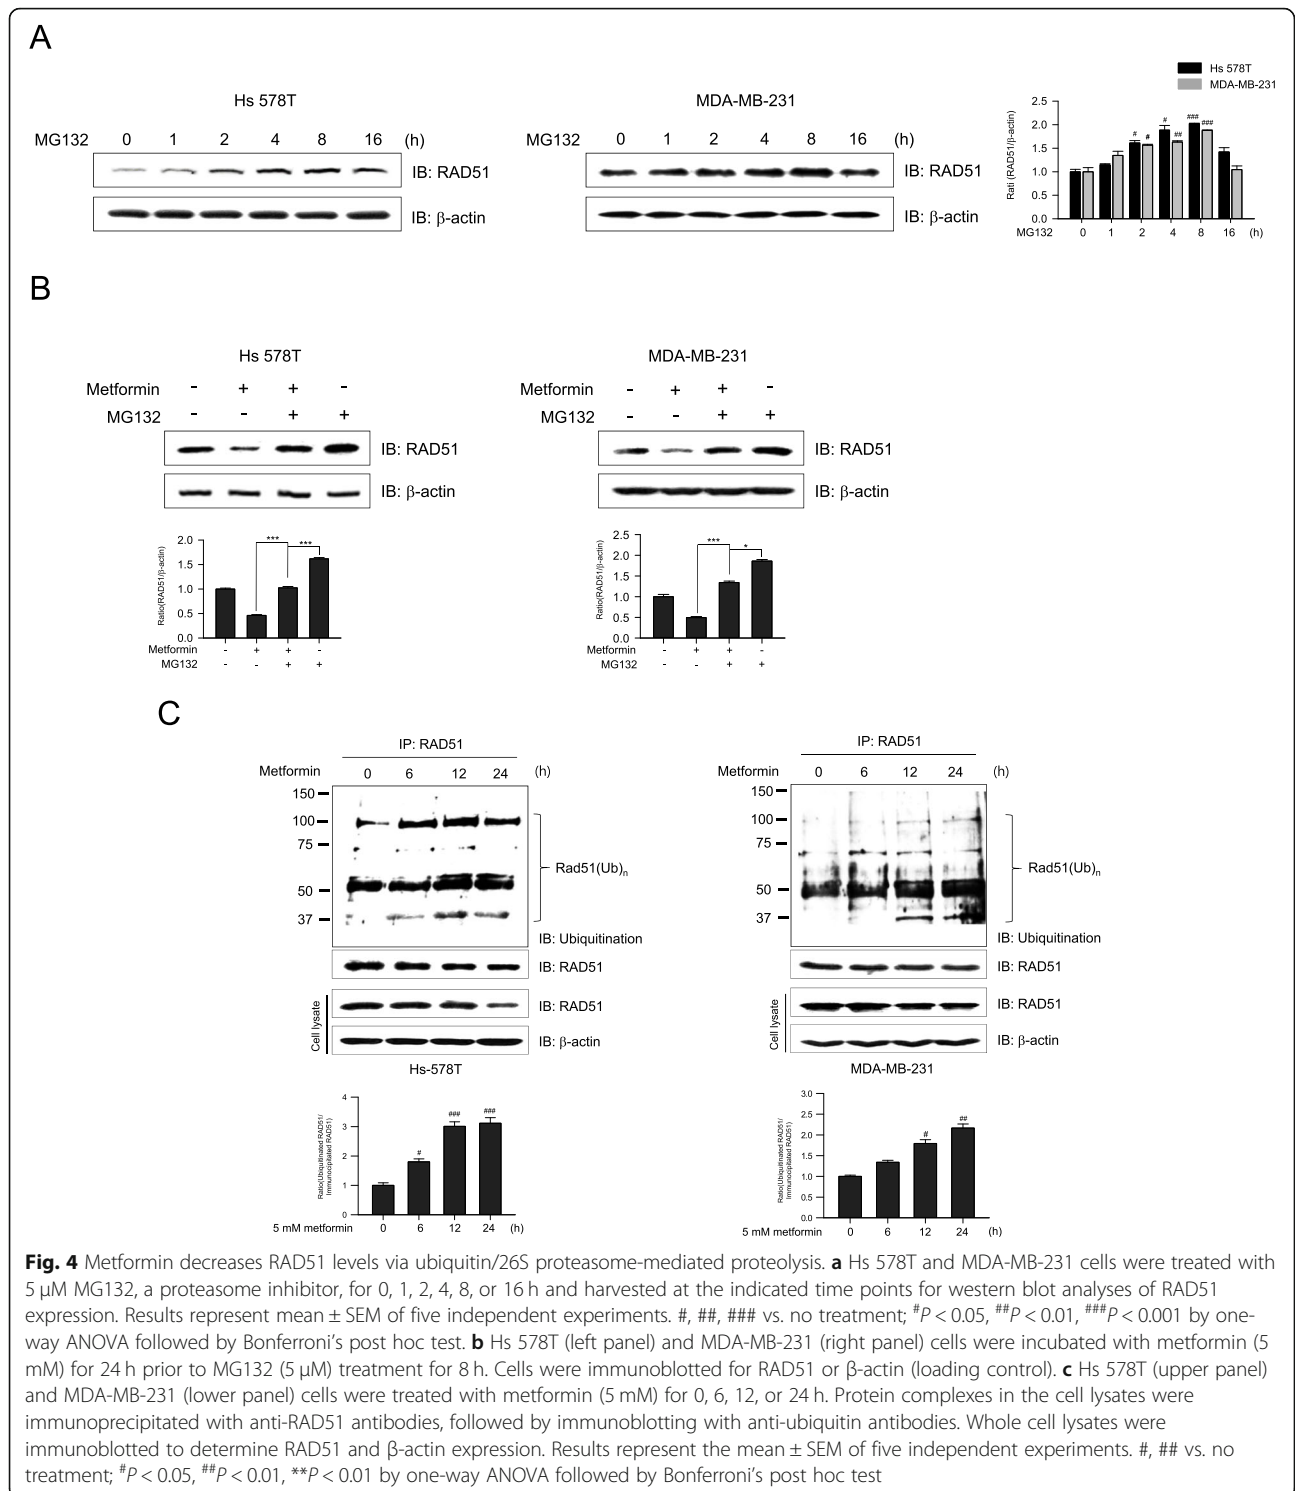 A
Hs 578T
MG132 0 1 2 4 8 16 (h)
IB: RAD51
IB: β-actin
MDA-MB-231
MG132 0 1 2 4 8 16 (h)
IB: RAD51
IB: β-actin
Hs 578T
MDA-MB-231
Rati (RAD51/β-actin)
2.5
2.0
1.5
1.0
0.5
0.0
# # # ## ### ###
MG132 0 1 2 4 8 16 (h)
B
Hs 578T
Metformin - + + -
MG132 - - + +
IB: RAD51
IB: β-actin
Ratio(RAD51/β-actin)
2.0
1.5
1.0
0.5
0.0
*** ***
Metformin - + + -
MG132 - - + +
MDA-MB-231
Metformin - + + -
MG132 - - + +
IB: RAD51
IB: β-actin
Ratio(RAD51/β-actin)
2.5
2.0
1.5
1.0
0.5
0.0
*** *
Metformin - + + -
MG132 - - + +
C
IP: RAD51
Metformin 0 6 12 24 (h)
150
100
75
50
37
Rad51(Ub)n
IB: Ubiquitination
IB: RAD51
Cell lysate
IB: RAD51
IB: β-actin
Hs-578T
Ratio(Ubiquitinated RAD51/
Immunocipitated RAD51)
4
3
2
1
0
# ### ###
5 mM metformin 0 6 12 24 (h)
IP: RAD51
Metformin 0 6 12 24 (h)
150
100
75
50
37
Rad51(Ub)n
IB: Ubiquitination
IB: RAD51
Cell lysate
IB: RAD51
IB: β-actin
MDA-MB-231
Ratio(Ubiquitinated RAD51/
Immunocipitated RAD51)
3.0
2.5
2.0
1.5
1.0
0.5
0.0
# ##
5 mM metformin 0 6 12 24 (h)
Fig. 4 Metformin decreases RAD51 levels via ubiquitin/26S proteasome-mediated proteolysis. a Hs 578T and MDA-MB-231 cells were treated with
5 μM MG132, a proteasome inhibitor, for 0, 1, 2, 4, 8, or 16 h and harvested at the indicated time points for western blot analyses of RAD51
expression. Results represent mean ± SEM of five independent experiments. #, ##, ### vs. no treatment; #P < 0.05, ##P < 0.01, ###P < 0.001 by one-
way ANOVA followed by Bonferroni's post hoc test. b Hs 578T (left panel) and MDA-MB-231 (right panel) cells were incubated with metformin (5
mM) for 24 h prior to MG132 (5 μM) treatment for 8 h. Cells were immunoblotted for RAD51 or β-actin (loading control). c Hs 578T (upper panel)
and MDA-MB-231 (lower panel) cells were treated with metformin (5 mM) for 0, 6, 12, or 24 h. Protein complexes in the cell lysates were
immunoprecipitated with anti-RAD51 antibodies, followed by immunoblotting with anti-ubiquitin antibodies. Whole cell lysates were
immunoblotted to determine RAD51 and β-actin expression. Results represent the mean ± SEM of five independent experiments. #, ## vs. no
treatment; #P < 0.05, ##P < 0.01, **P < 0.01 by one-way ANOVA followed by Bonferroni's post hoc test